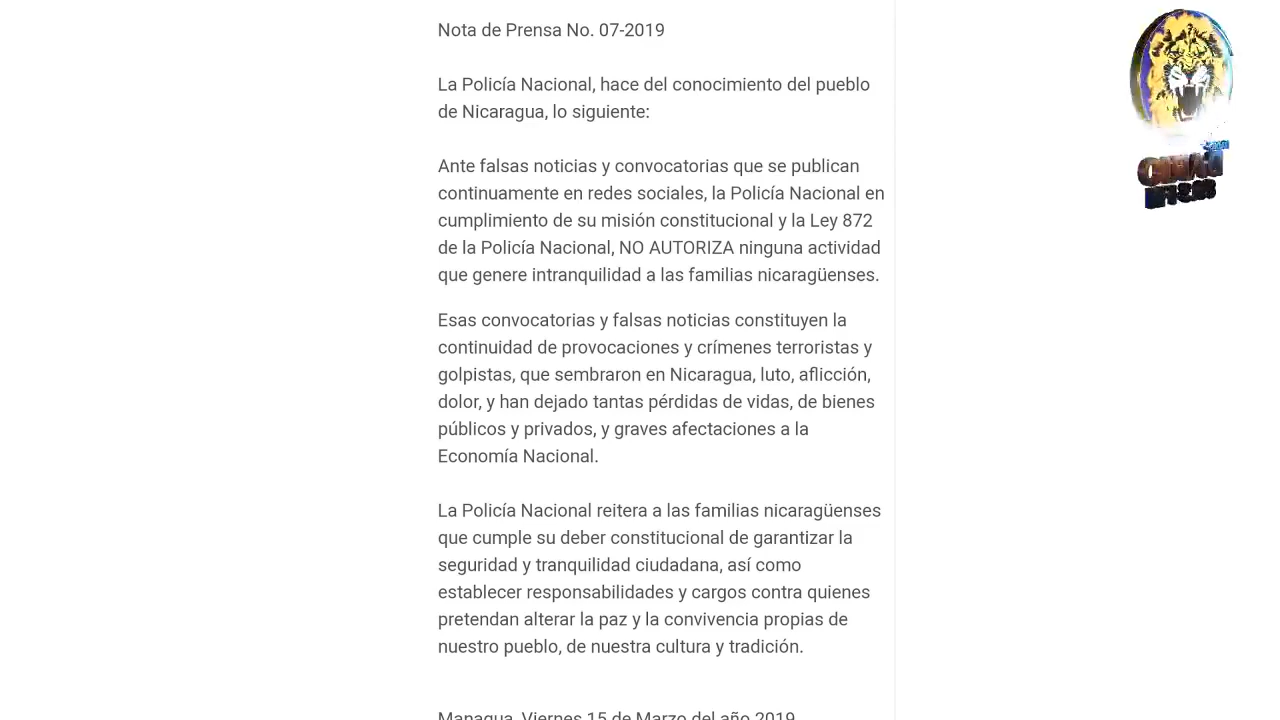 Nota de Prensa No. 07-2019
La Policía Nacional, hace del conocimiento del pueblo
de Nicaragua, lo siguiente:
Ante falsas noticias y convocatorias que se publican
continuamente en redes sociales, la Policía Nacional en
cumplimiento de su misión constitucional y la Ley 872
de la Policía Nacional, NO AUTORIZA ninguna actividad
que genere intranquilidad a las familias nicaragüenses.
Esas convocatorias y falsas noticias constituyen la
continuidad de provocaciones y crímenes terroristas y
golpistas, que sembraron en Nicaragua, luto, aflicción,
dolor, y han dejado tantas pérdidas de vidas, de bienes
públicos y privados, y graves afectaciones a la
Economía Nacional.
La Policía Nacional reitera a las familias nicaragüenses
que cumple su deber constitucional de garantizar la
seguridad y tranquilidad ciudadana, así como
establecer responsabilidades y cargos contra quienes
pretendan alterar la paz y la convivencia propias de
nuestro pueblo, de nuestra cultura y tradición.
Managua, Viernes 15 de Marzo del año 2019